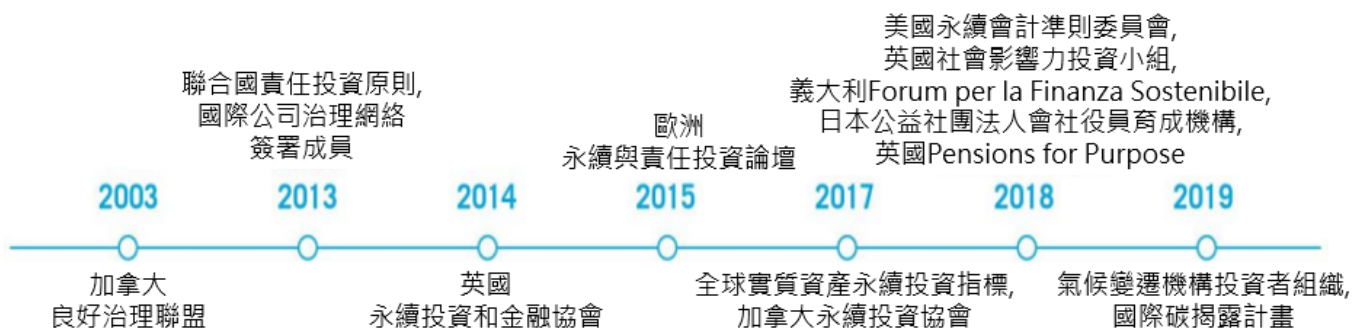 美國永續會計準則委員會,
英國社會影響力投資小組,
義大利Forum per la Finanza Sostenibile,
日本公益社團法人會社役員育成機構,
英國Pensions for Purpose
聯合國責任投資原則,
國際公司治理網絡
簽署成員
歐洲
永續與責任投資論壇
2003
2013
2014
2015
2017
2018
2019
加拿大
良好治理聯盟
英國
永續投資和金融協會
全球實質資產永續投資指標,
加拿大永續投資協會
氣候變遷機構投資者組織,
國際碳揭露計畫